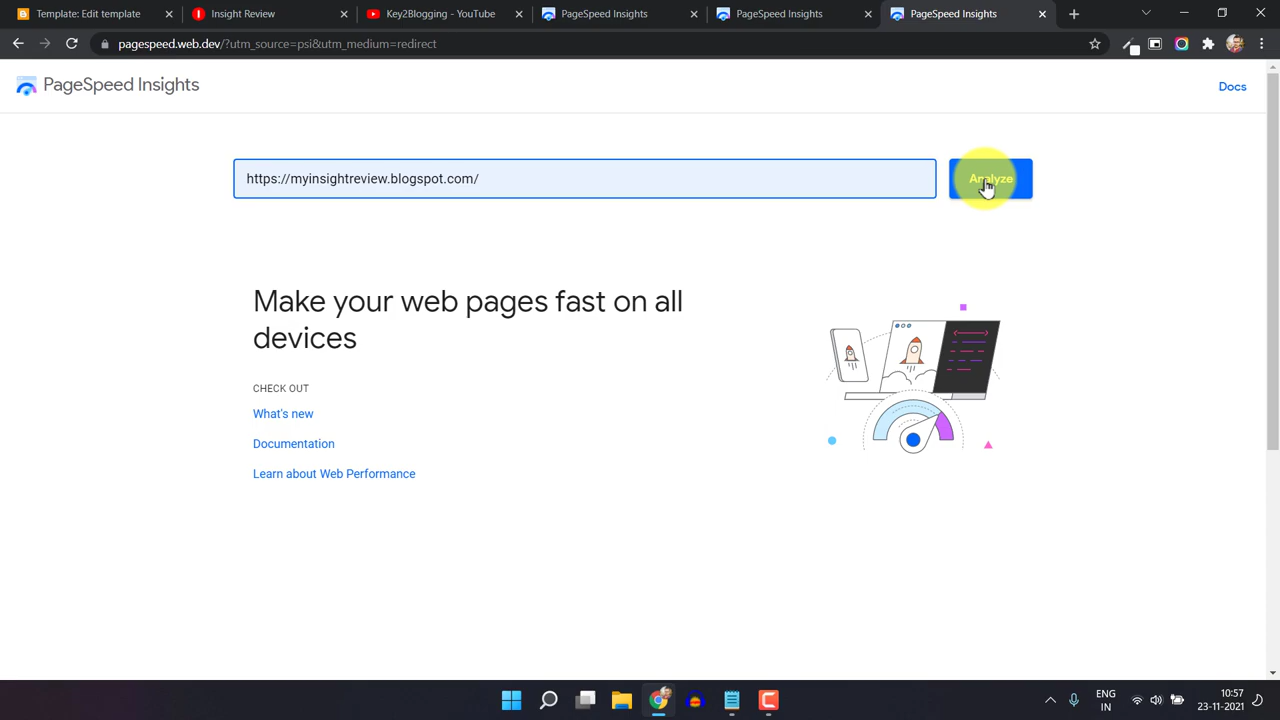 Template: Edit template
Insight Review
Key2Blogging - YouTube
PageSpeed Insights
PageSpeed Insights
PageSpeed Insights
pagespeed.web.dev/?utm_source=psi&utm_medium=redirect
PageSpeed Insights
Docs
https://myinsightreview.blogspot.com/
Analyze
Make your web pages fast on all
devices
CHECK OUT
What's new
Documentation
Learn about Web Performance
ENG
IN
10:57
23-11-2021